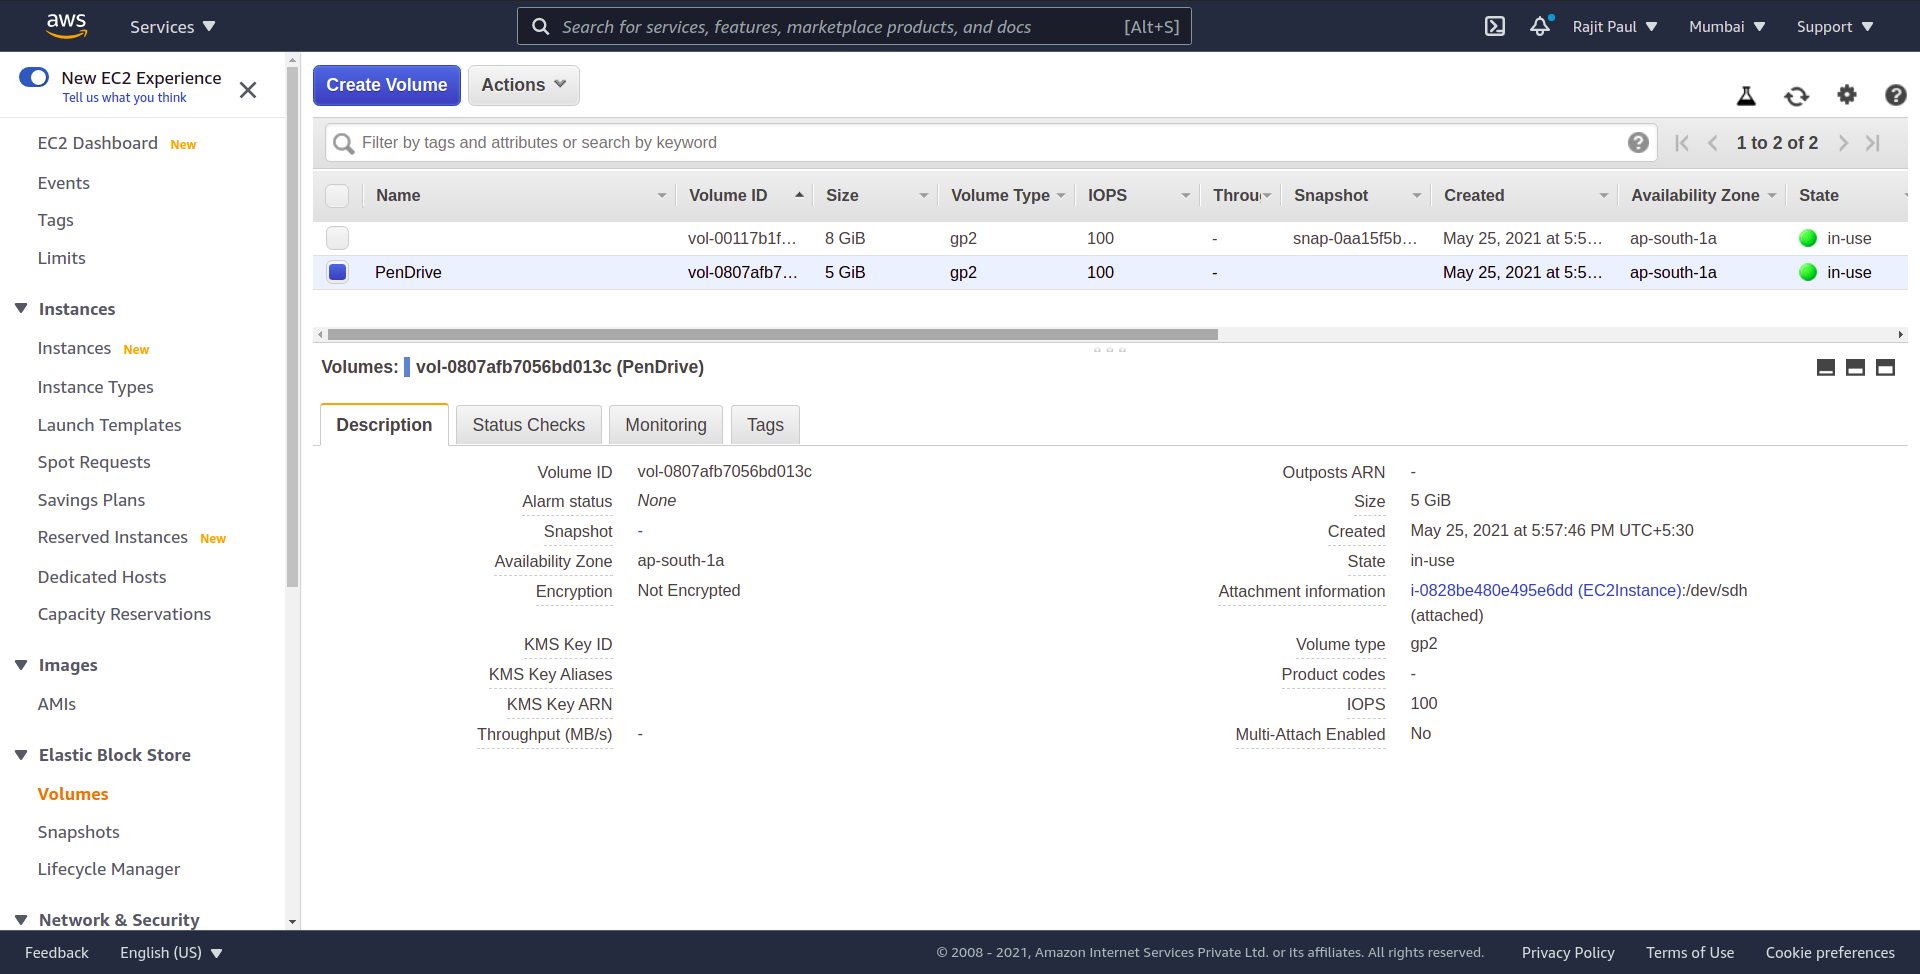 aws
Services
Search for services, features, marketplace products, and docs [Alt+S]
Rajit Paul
Mumbai
Support
New EC2 Experience
Tell us what you think
EC2 Dashboard New
Events
Tags
Limits
Instances
Instances New
Instance Types
Launch Templates
Spot Requests
Savings Plans
Reserved Instances New
Dedicated Hosts
Capacity Reservations
Images
AMIs
Elastic Block Store
Volumes
Snapshots
Lifecycle Manager
Network & Security
Create Volume
Actions
Filter by tags and attributes or search by keyword
1 to 2 of 2
Name Volume ID Size Volume Type IOPS Throu Snapshot Created Availability Zone State
vol-00117b1f... 8 GiB gp2 100 - snap-0aa15f5b... May 25, 2021 at 5:5... ap-south-1a in-use
PenDrive vol-0807afb7... 5 GiB gp2 100 - May 25, 2021 at 5:5... ap-south-1a in-use
Volumes: vol-0807afb7056bd013c (PenDrive)
Description Status Checks Monitoring Tags
Volume ID vol-0807afb7056bd013c
Alarm status None
Snapshot -
Availability Zone ap-south-1a
Encryption Not Encrypted
KMS Key ID
KMS Key Aliases
KMS Key ARN
Throughput (MB/s) -
Outposts ARN -
Size 5 GiB
Created May 25, 2021 at 5:57:46 PM UTC+5:30
State in-use
Attachment information i-0828be480e495e6dd (EC2Instance):/dev/sdh
(attached)
Volume type gp2
Product codes -
IOPS 100
Multi-Attach Enabled No
Feedback English (US) © 2008 - 2021, Amazon Internet Services Private Ltd. or its affiliates. All rights reserved. Privacy Policy Terms of Use Cookie preferences